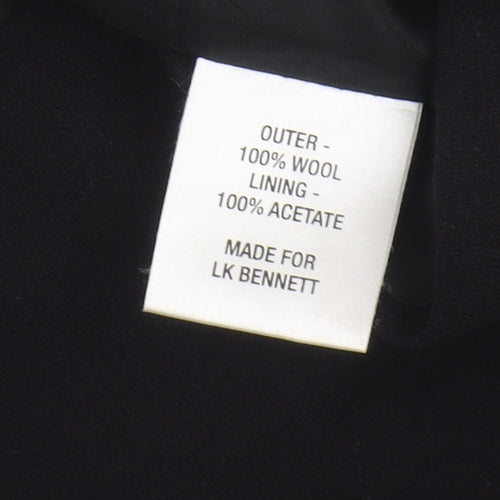 OUTER -
100% WOOL
LINING -
100% ACETATE
MADE FOR
LK BENNETT